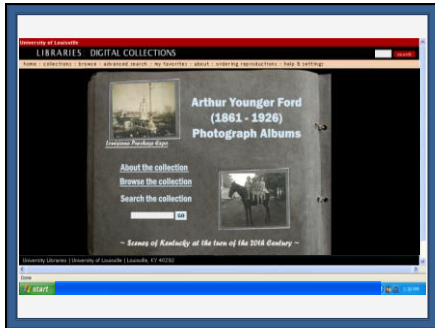 University of Louisville
LIBRARIES DIGITAL COLLECTIONS
search
home : collections : browse : advanced search : my favorites : about : ordering reproductions : help & settings
Arthur Younger Ford
(1861 - 1926)
Photograph Albums
Louisiana Purchase Expo
About the collection
Browse the collection
Search the collection
GO
~ Scenes of Kentucky at the turn of the 20th Century ~
University Libraries | University of Louisville | Louisville, KY 40292
Done
start